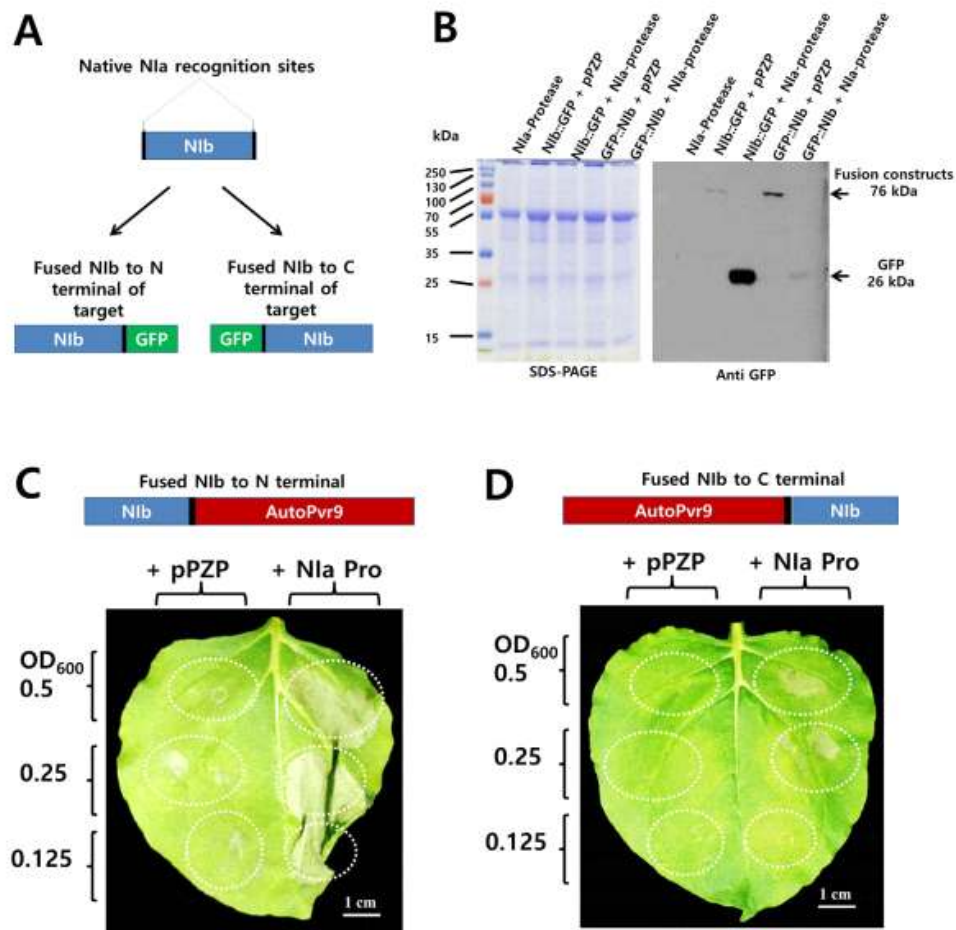 A
Native NIa recognition sites
NIb
Fused NIb to N
terminal of
target
Fused NIb to C
terminal of
target
NIb
GFP
GFP
NIb
B
kDa
NIa-Protease
NIb::GFP + pPZP
NIb::GFP + NIa-protease
GFP::NIb + pPZP
GFP::NIb + NIa-protease
NIa-Protease
NIb::GFP + pPZP
NIb::GFP + NIa-protease
GFP::NIb + pPZP
GFP::NIb + NIa-protease
250
130
100
70
55
35
25
15
Fusion constructs
76 kDa
GFP
26 kDa
SDS-PAGE
Anti GFP
C
Fused NIb to N terminal
NIb
AutoPvr9
+ pPZP
+ NIa Pro
OD600
0.5
0.25
0.125
1 cm
D
Fused NIb to C terminal
AutoPvr9
NIb
+ pPZP
+ NIa Pro
OD600
0.5
0.25
0.125
1 cm